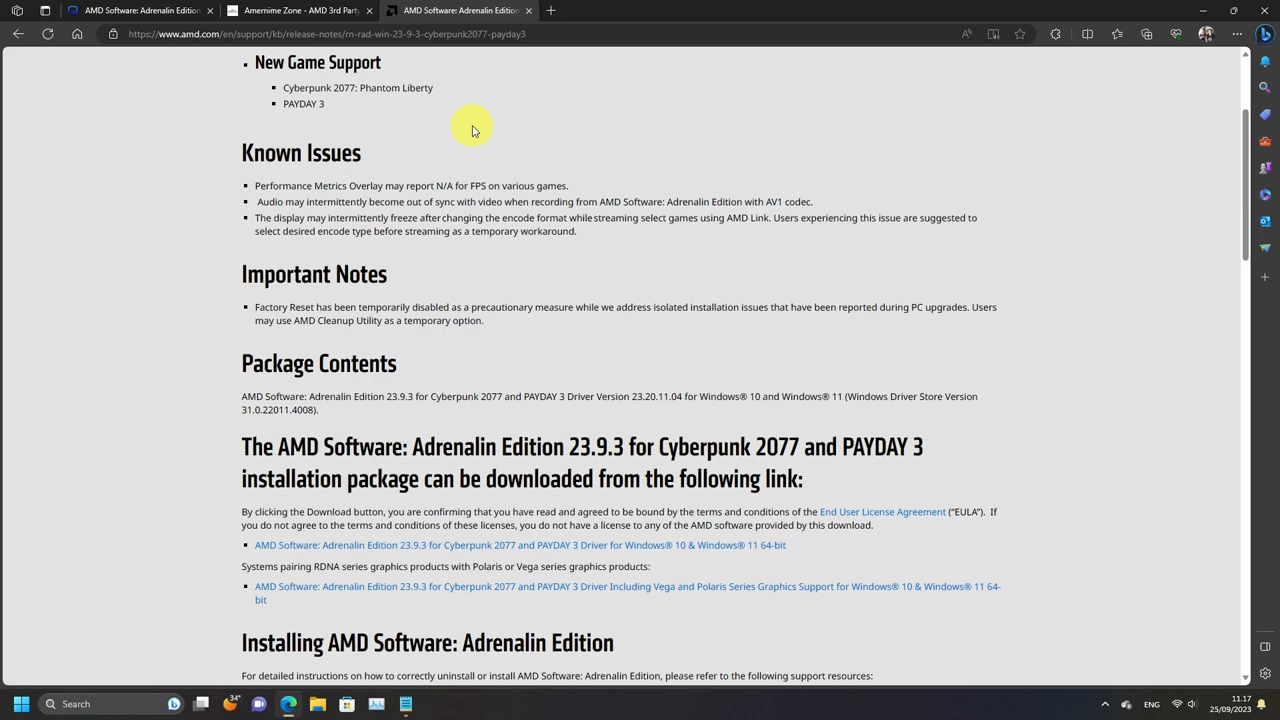 AMD Software: Adrenalin Edition
Amernime Zone - AMD 3rd Party
AMD Software: Adrenalin Edition
https://www.amd.com/en/support/kb/release-notes/rn-rad-win-23-9-3-cyberpunk2077-payday3
New Game Support
Cyberpunk 2077: Phantom Liberty
PAYDAY 3
Known Issues
Performance Metrics Overlay may report N/A for FPS on various games.
Audio may intermittently become out of sync with video when recording from AMD Software: Adrenalin Edition with AV1 codec.
The display may intermittently freeze after changing the encode format while streaming select games using AMD Link. Users experiencing this issue are suggested to
select desired encode type before streaming as a temporary workaround.
Important Notes
Factory Reset has been temporarily disabled as a precautionary measure while we address isolated installation issues that have been reported during PC upgrades. Users
may use AMD Cleanup Utility as a temporary option.
Package Contents
AMD Software: Adrenalin Edition 23.9.3 for Cyberpunk 2077 and PAYDAY 3 Driver Version 23.20.11.04 for Windows® 10 and Windows® 11 (Windows Driver Store Version
31.0.22011.4008).
The AMD Software: Adrenalin Edition 23.9.3 for Cyberpunk 2077 and PAYDAY 3
installation package can be downloaded from the following link:
By clicking the Download button, you are confirming that you have read and agreed to be bound by the terms and conditions of the End User License Agreement (“EULA”). If
you do not agree to the terms and conditions of these licenses, you do not have a license to any of the AMD software provided by this download.
AMD Software: Adrenalin Edition 23.9.3 for Cyberpunk 2077 and PAYDAY 3 Driver for Windows® 10 & Windows® 11 64-bit
Systems pairing RDNA series graphics products with Polaris or Vega series graphics products:
AMD Software: Adrenalin Edition 23.9.3 for Cyberpunk 2077 and PAYDAY 3 Driver Including Vega and Polaris Series Graphics Support for Windows® 10 & Windows® 11 64-
bit
Installing AMD Software: Adrenalin Edition
For detailed instructions on how to correctly uninstall or install AMD Software: Adrenalin Edition, please refer to the following support resources:
Search
34°
ENG
11.17
25/09/2023